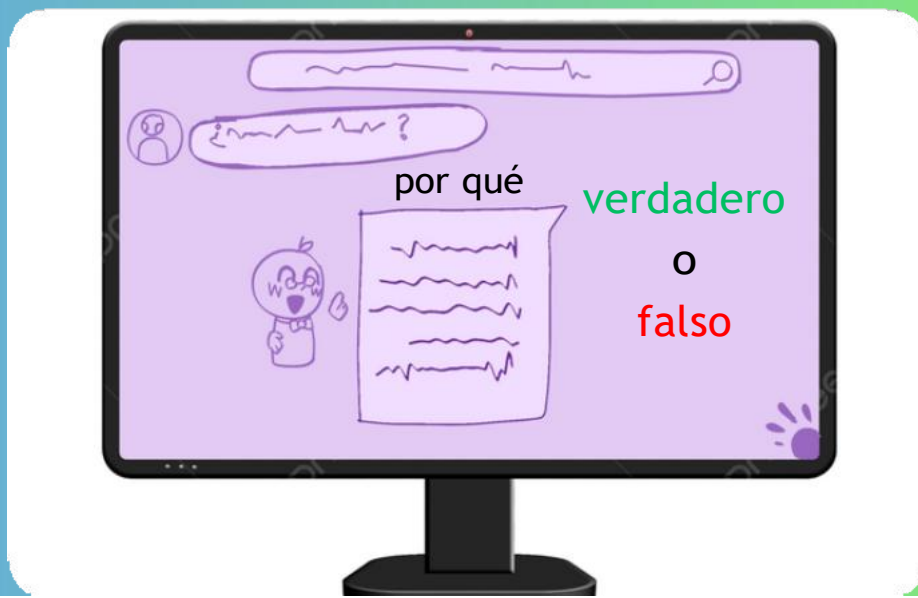 ¿ ?
por qué
verdadero
o
falso